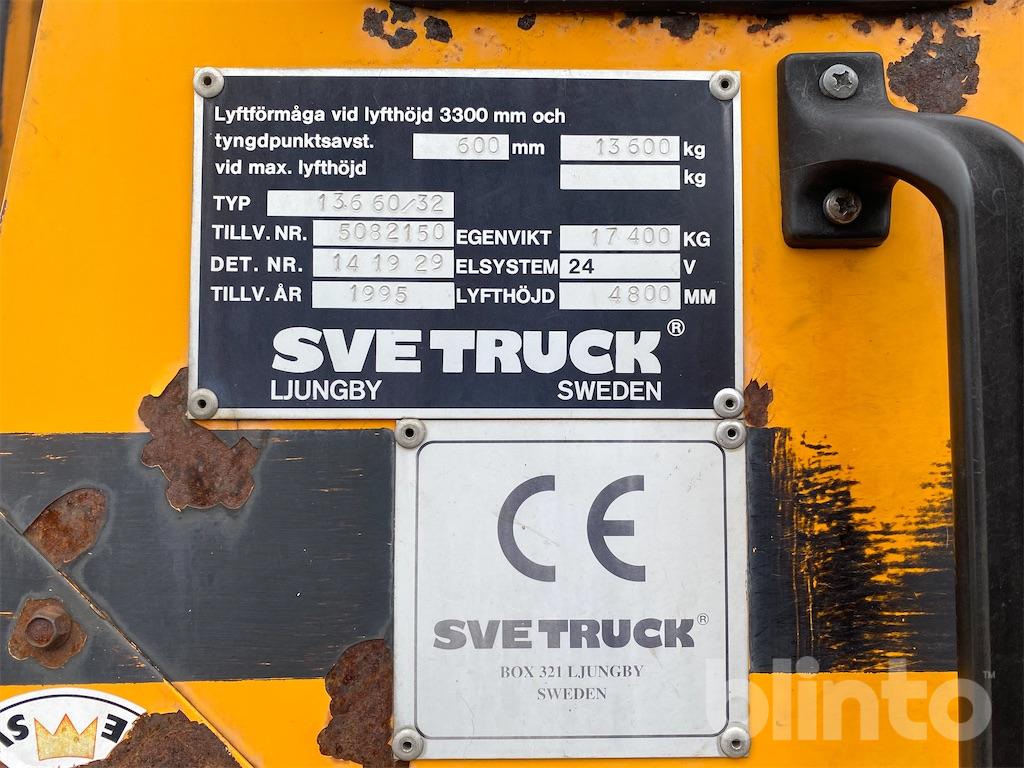 Lyftförmåga vid lyfthöjd 3300 mm och
tyngdpunktsavst. 600 mm 13 600 kg
vid max. lyfthöjd kg
TYP 13.6 60/32
TILLV. NR. 5082150 EGENVIKT 17 400 KG
DET. NR. 14 19 29 ELSYSTEM 24 V
TILLV. ÅR 1995 LYFTHÖJD 4800 MM
SVETRUCK®
LJUNGBY SWEDEN
CE
SVETRUCK®
BOX 321 LJUNGBY
SWEDEN
blinto™